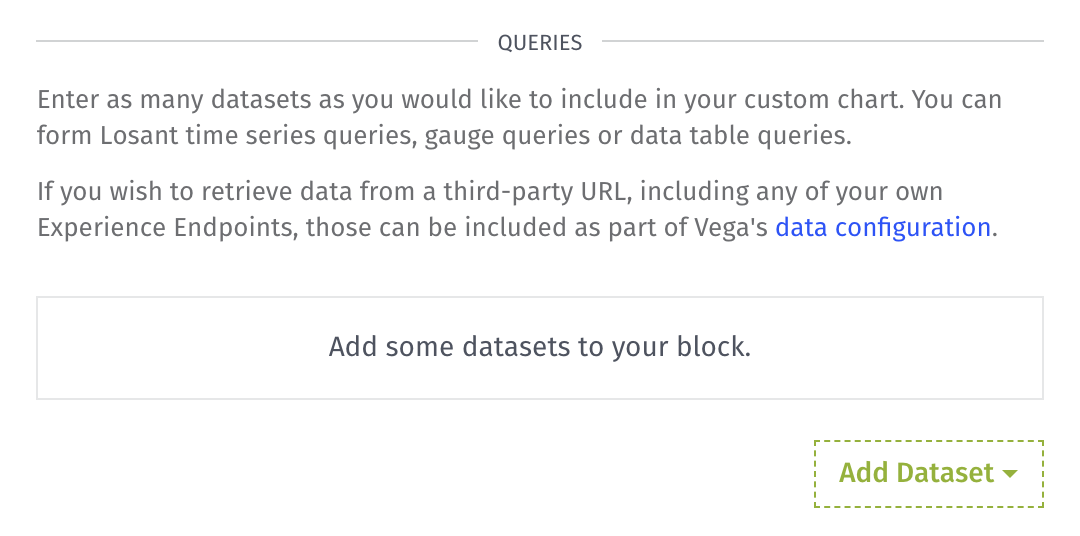 QUERIES
Enter as many datasets as you would like to include in your custom chart. You can
form Losant time series queries, gauge queries or data table queries.
If you wish to retrieve data from a third-party URL, including any of your own
Experience Endpoints, those can be included as part of Vega's data configuration.
Add some datasets to your block.
Add Dataset